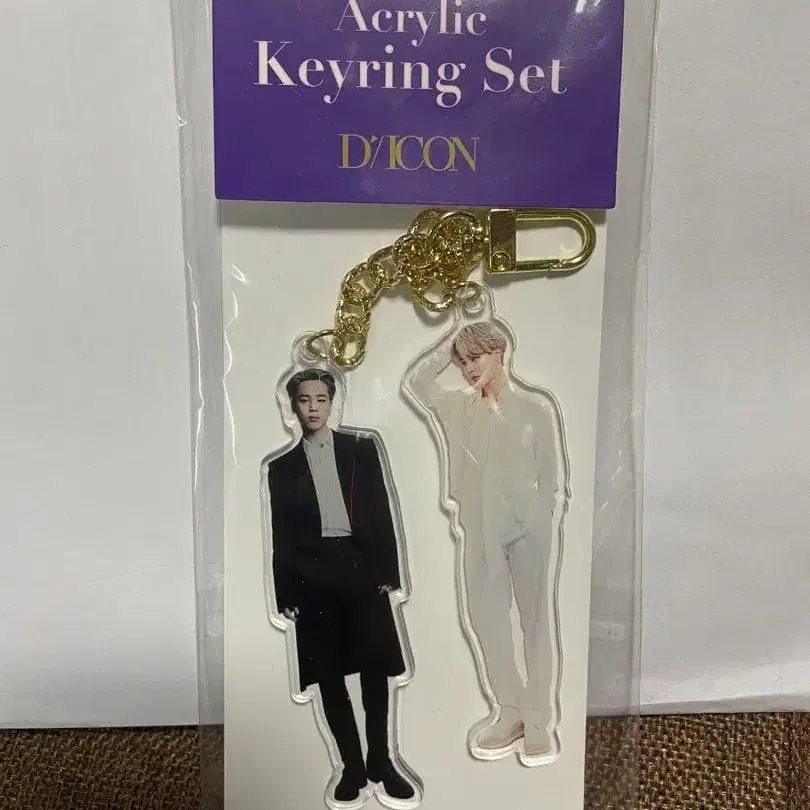 Acrylic
Keyring Set
D'/ICON